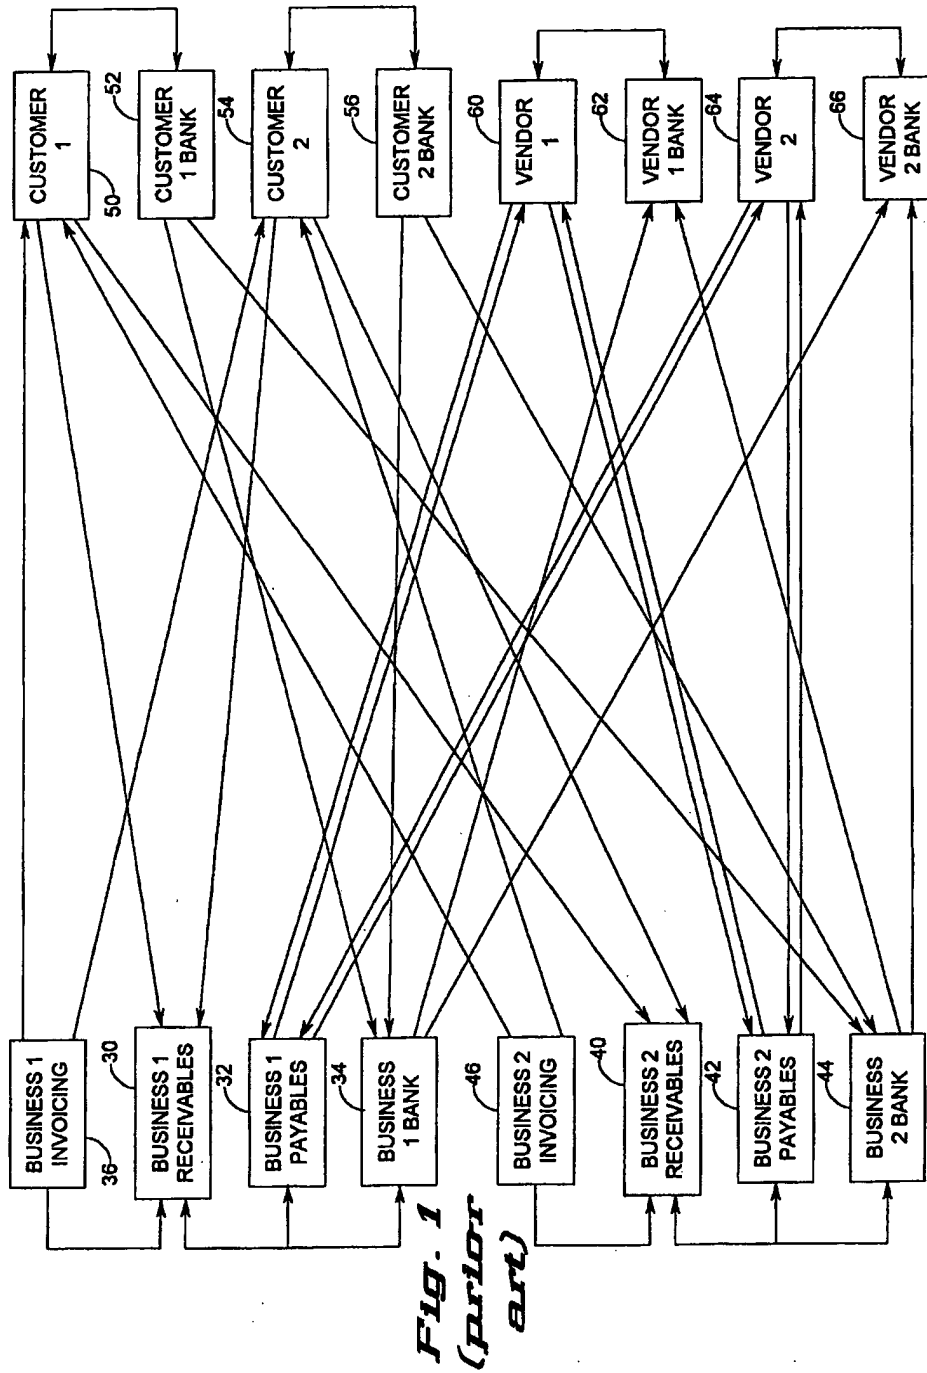 CUSTOMER
1
50
52
CUSTOMER
1 BANK
54
CUSTOMER
2
56
CUSTOMER
2 BANK
60
VENDOR
1
62
VENDOR
1 BANK
64
VENDOR
2
66
VENDOR
2 BANK
BUSINESS 1
INVOICING
36
30
BUSINESS 1
RECEIVABLES
32
BUSINESS 1
PAYABLES
34
BUSINESS
1 BANK
46
BUSINESS 2
INVOICING
40
BUSINESS 2
RECEIVABLES
42
BUSINESS 2
PAYABLES
44
BUSINESS
2 BANK
Fig. 1
(prior
art)